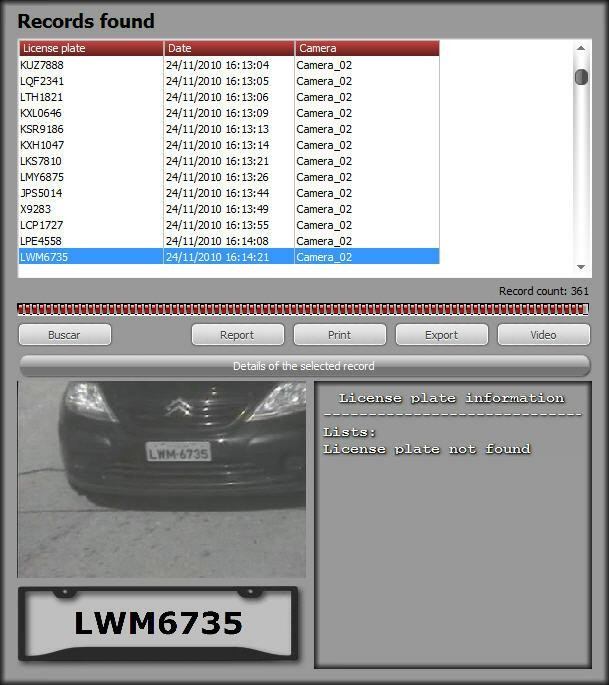 Records found
License plate Date Camera
KUZ7888 24/11/2010 16:13:04 Camera_02
LQF2341 24/11/2010 16:13:05 Camera_02
LTH1821 24/11/2010 16:13:06 Camera_02
KXL0646 24/11/2010 16:13:09 Camera_02
KSR9186 24/11/2010 16:13:13 Camera_02
KXH1047 24/11/2010 16:13:14 Camera_02
LKS7810 24/11/2010 16:13:21 Camera_02
LMY6875 24/11/2010 16:13:26 Camera_02
JPS5014 24/11/2010 16:13:44 Camera_02
X9283 24/11/2010 16:13:49 Camera_02
LCP1727 24/11/2010 16:13:55 Camera_02
LPE4558 24/11/2010 16:14:08 Camera_02
LWM6735 24/11/2010 16:14:21 Camera_02
Record count: 361
Buscar Report Print Export Video
Details of the selected record
LWM-6735
LWM6735
License plate information
-----------------------------
Lists:
License plate not found